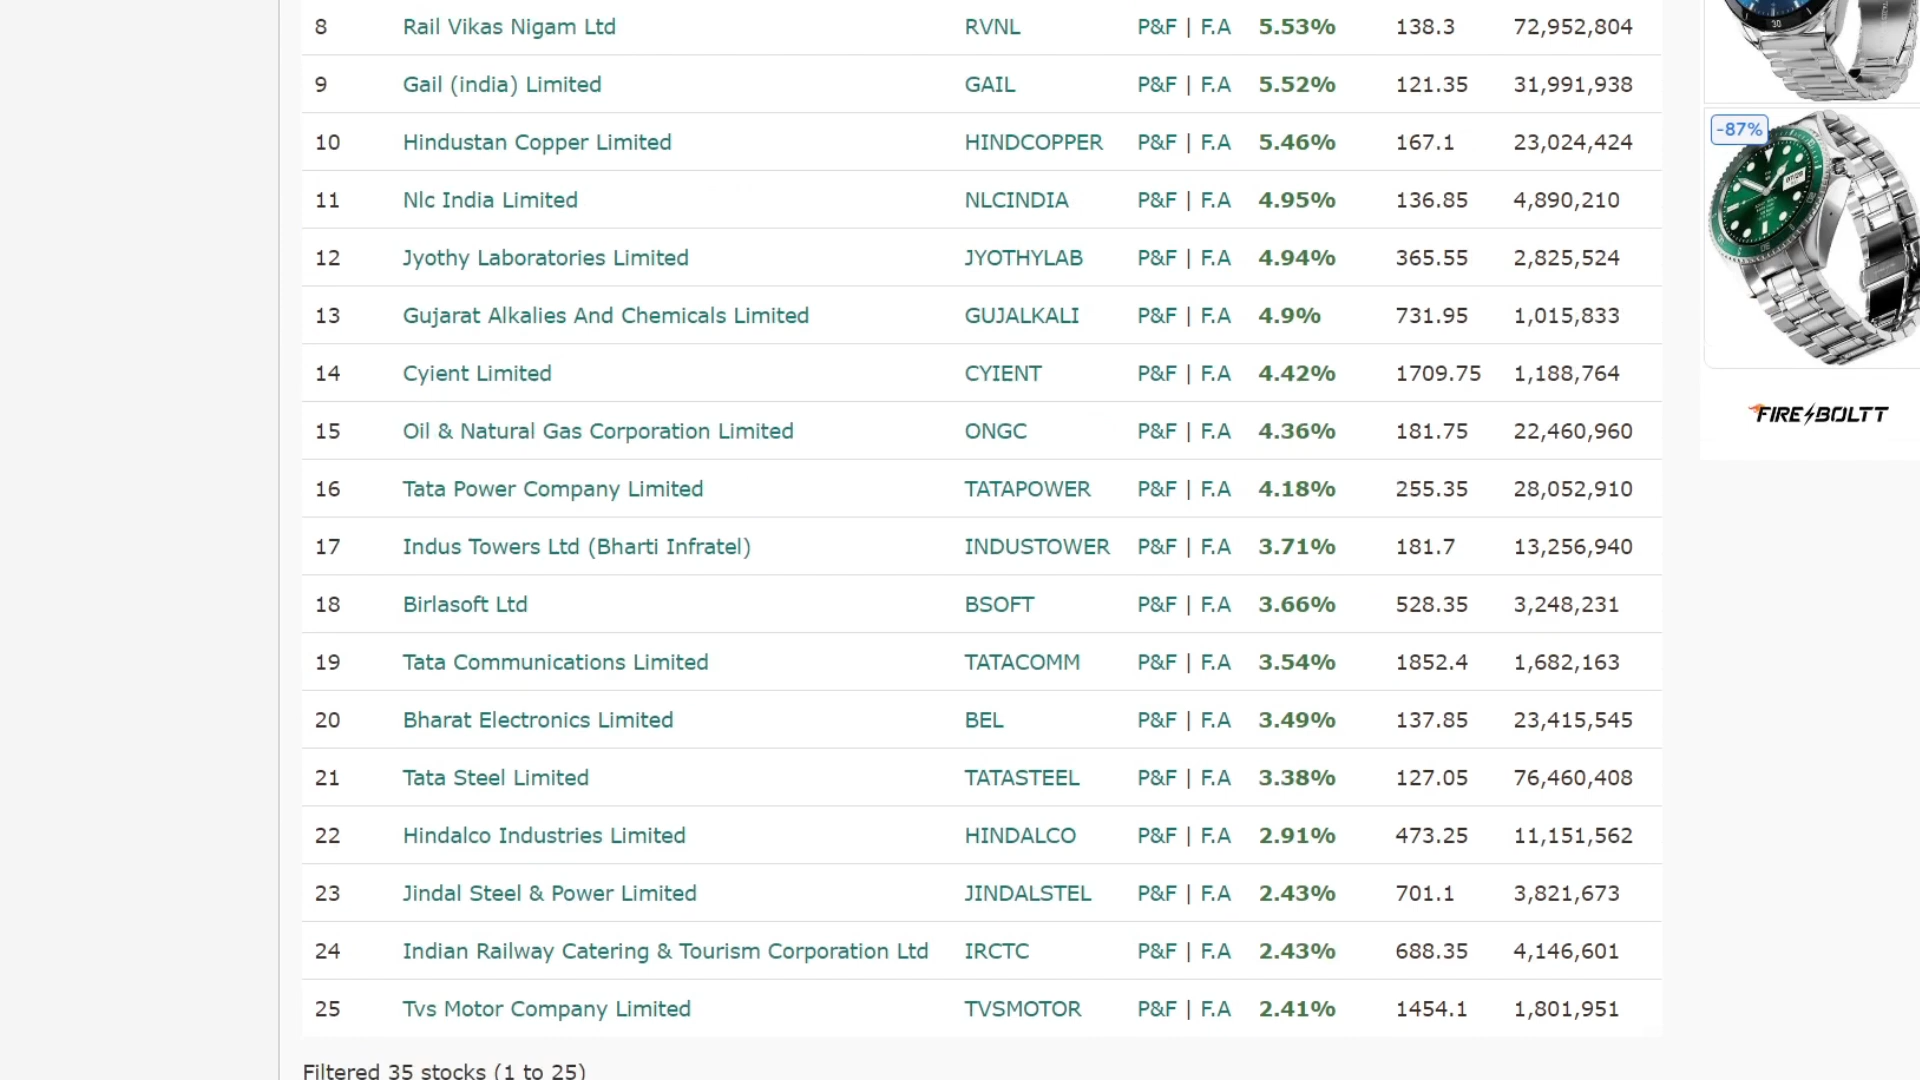 8 Rail Vikas Nigam Ltd RVNL P&F | F.A 5.53% 138.3 72,952,804
9 Gail (india) Limited GAIL P&F | F.A 5.52% 121.35 31,991,938
10 Hindustan Copper Limited HINDCOPPER P&F | F.A 5.46% 167.1 23,024,424
11 Nlc India Limited NLCINDIA P&F | F.A 4.95% 136.85 4,890,210
12 Jyothy Laboratories Limited JYOTHYLAB P&F | F.A 4.94% 365.55 2,825,524
13 Gujarat Alkalies And Chemicals Limited GUJALKALI P&F | F.A 4.9% 731.95 1,015,833
14 Cyient Limited CYIENT P&F | F.A 4.42% 1709.75 1,188,764
15 Oil & Natural Gas Corporation Limited ONGC P&F | F.A 4.36% 181.75 22,460,960
16 Tata Power Company Limited TATAPOWER P&F | F.A 4.18% 255.35 28,052,910
17 Indus Towers Ltd (Bharti Infratel) INDUSTOWER P&F | F.A 3.71% 181.7 13,256,940
18 Birlasoft Ltd BSOFT P&F | F.A 3.66% 528.35 3,248,231
19 Tata Communications Limited TATACOMM P&F | F.A 3.54% 1852.4 1,682,163
20 Bharat Electronics Limited BEL P&F | F.A 3.49% 137.85 23,415,545
21 Tata Steel Limited TATASTEEL P&F | F.A 3.38% 127.05 76,460,408
22 Hindalco Industries Limited HINDALCO P&F | F.A 2.91% 473.25 11,151,562
23 Jindal Steel & Power Limited JINDALSTEL P&F | F.A 2.43% 701.1 3,821,673
24 Indian Railway Catering & Tourism Corporation Ltd IRCTC P&F | F.A 2.43% 688.35 4,146,601
25 Tvs Motor Company Limited TVSMOTOR P&F | F.A 2.41% 1454.1 1,801,951
Filtered 35 stocks (1 to 25)
30
-87%
FIRE BOLTT